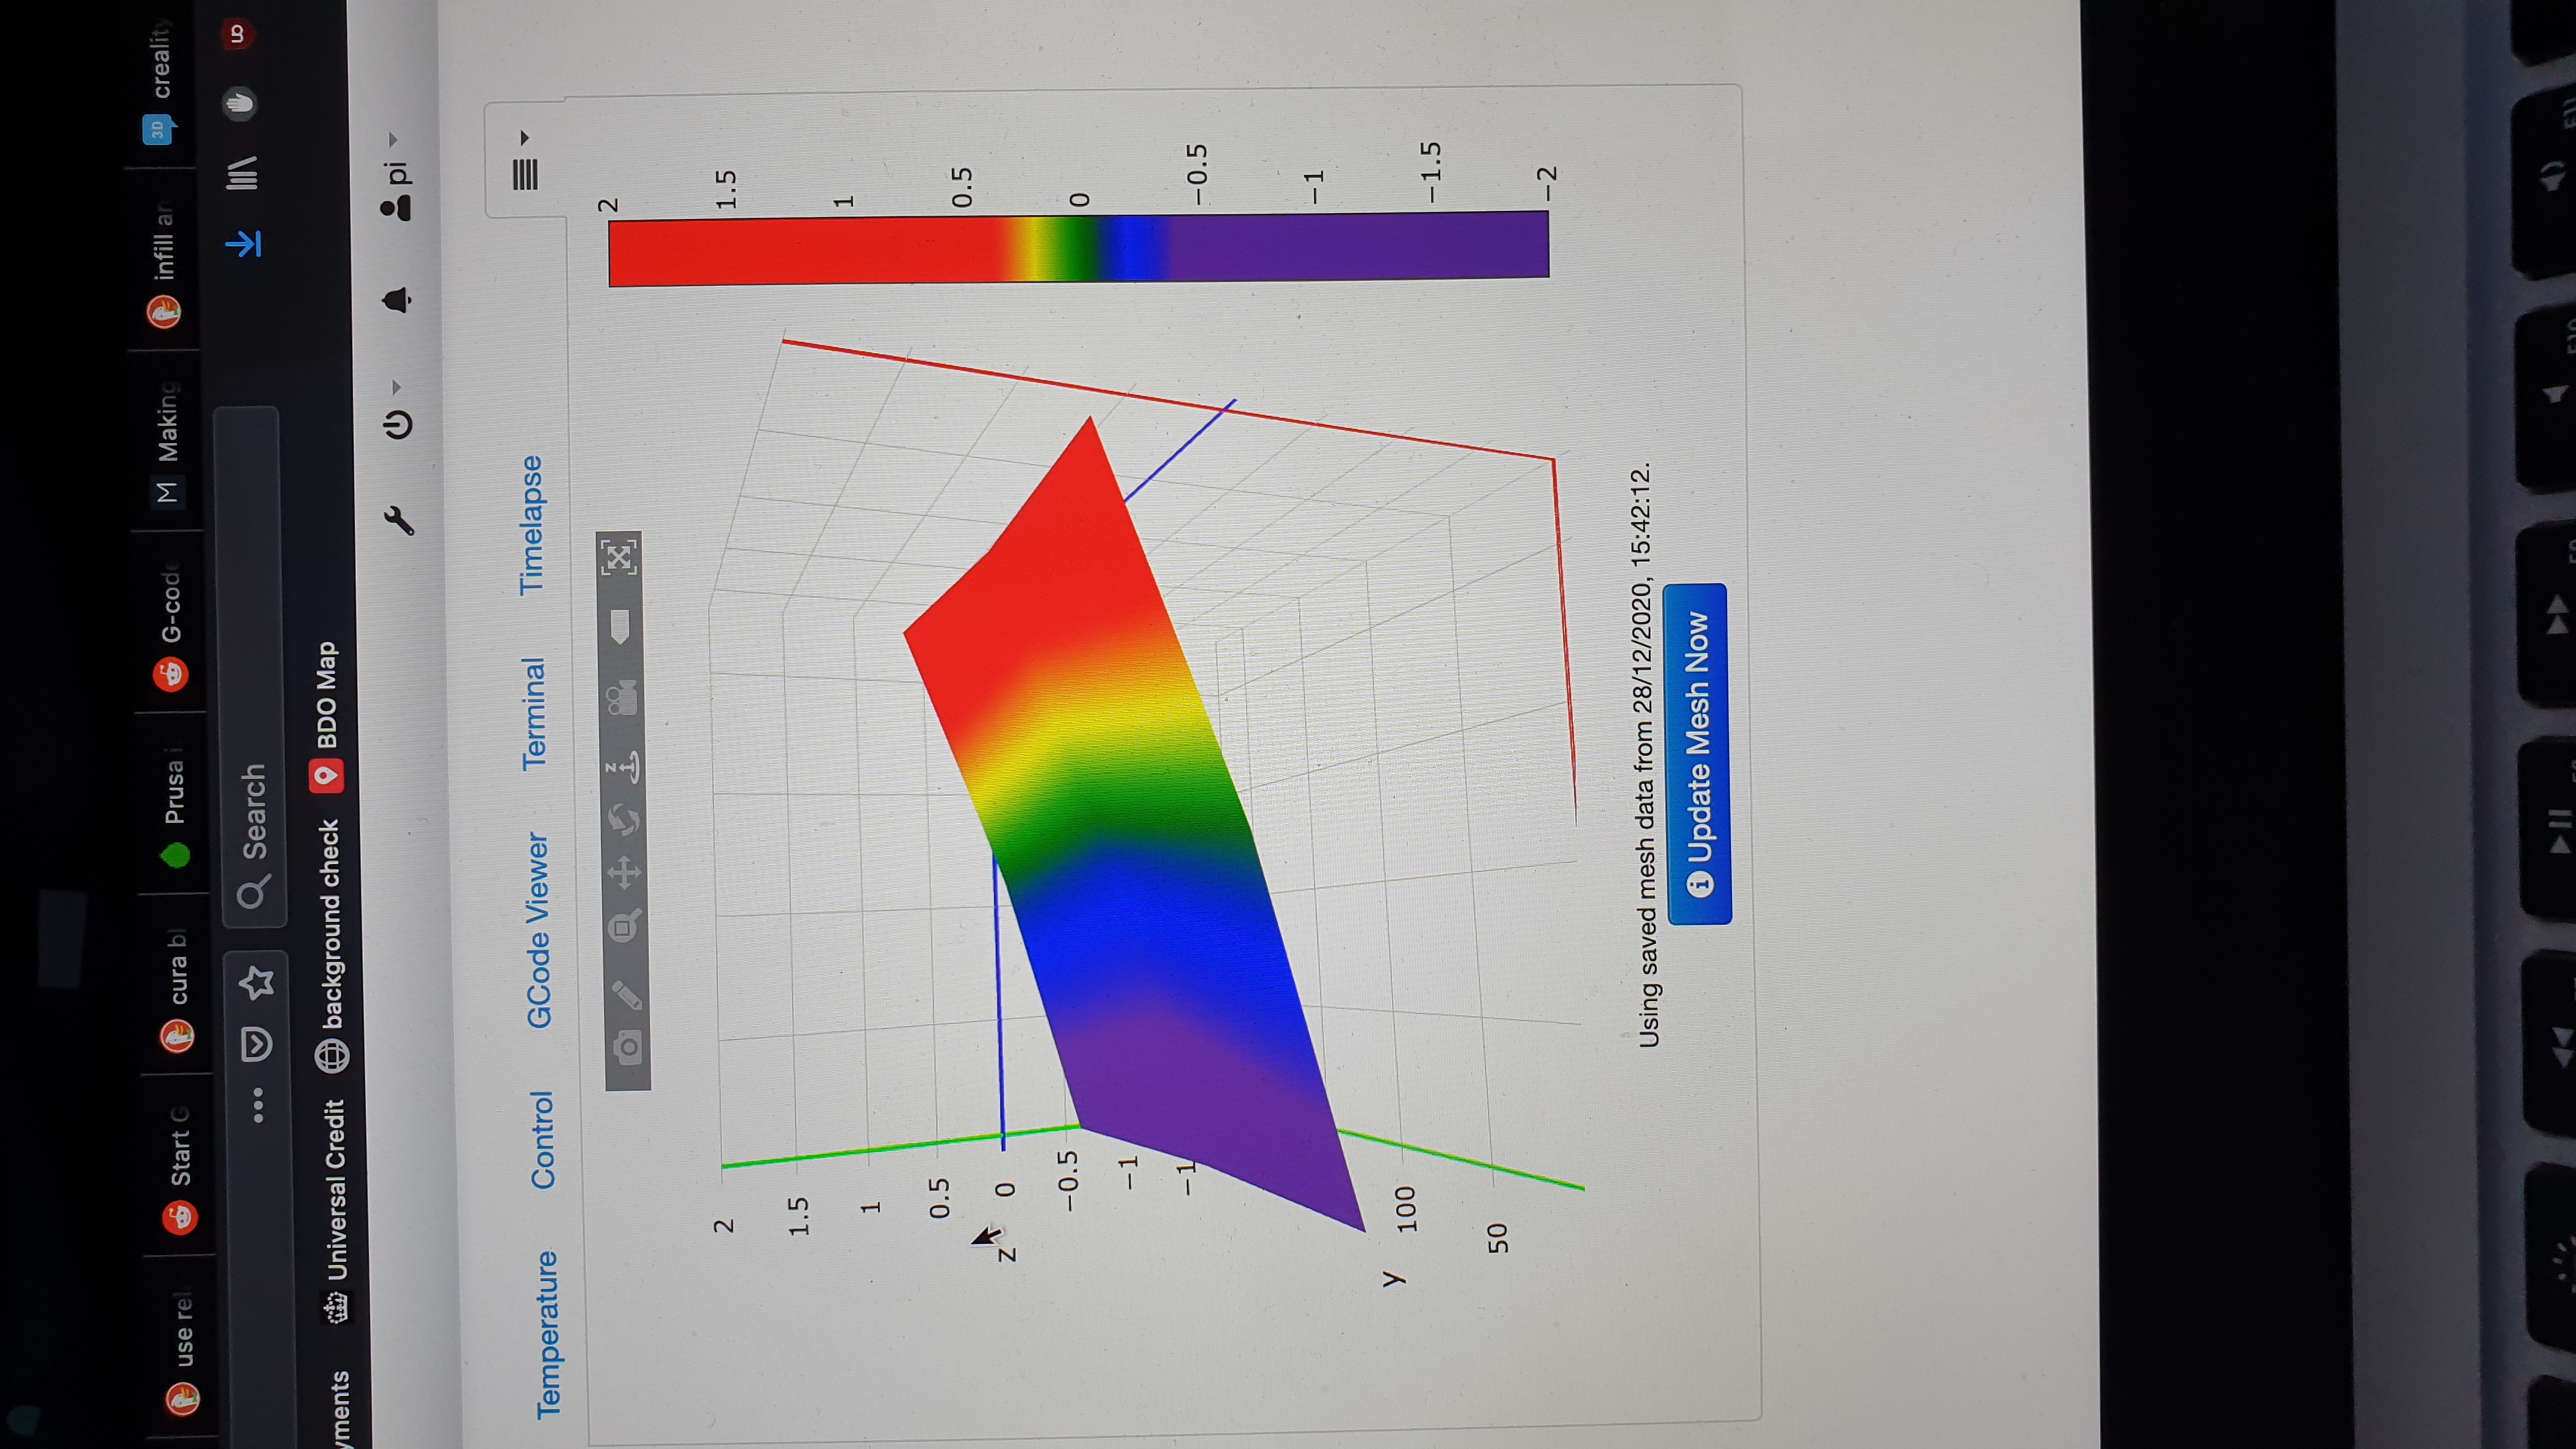 use rel
Start G
cura bl
Prusa i
G-code
Making
infill an
3D creality
Search
yments Universal Credit background check BDO Map
pi
Temperature Control GCode Viewer Terminal Timelapse
z
2
1.5
1
0.5
z 0
−0.5
−1
−1
y 100
50
2
1.5
1
0.5
0
−0.5
−1
−1.5
−2
Using saved mesh data from 28/12/2020, 15:42:12.
Update Mesh Now
F10